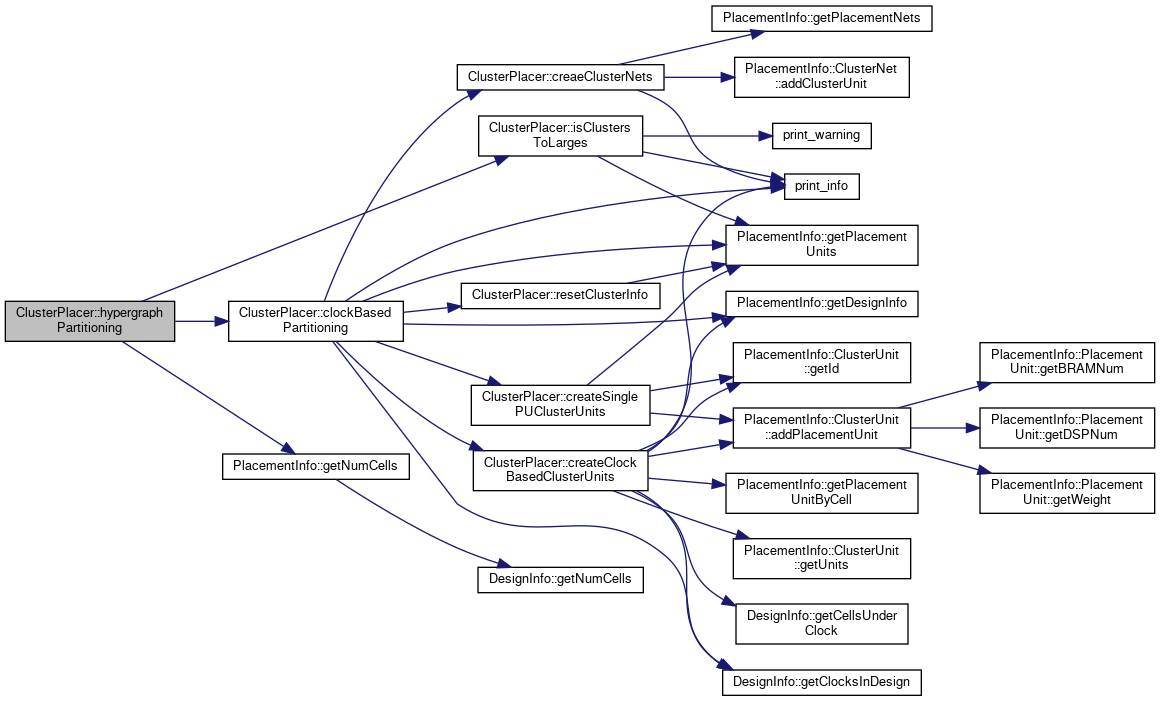 ClusterPlacer::hypergraph
Partitioning
ClusterPlacer::isClusters
ToLarges
ClusterPlacer::clockBased
Partitioning
PlacementInfo::getNumCells
ClusterPlacer::creaeClusterNets
ClusterPlacer::resetClusterInfo
ClusterPlacer::createSingle
PUClusterUnits
ClusterPlacer::createClock
BasedClusterUnits
DesignInfo::getNumCells
PlacementInfo::getPlacementNets
PlacementInfo::ClusterNet
::addClusterUnit
print_warning
print_info
PlacementInfo::getPlacement
Units
PlacementInfo::getDesignInfo
PlacementInfo::ClusterUnit
::getId
PlacementInfo::ClusterUnit
::addPlacementUnit
PlacementInfo::getPlacement
UnitByCell
PlacementInfo::ClusterUnit
::getUnits
DesignInfo::getCellsUnder
Clock
DesignInfo::getClocksInDesign
PlacementInfo::Placement
Unit::getBRAMNum
PlacementInfo::Placement
Unit::getDSPNum
PlacementInfo::Placement
Unit::getWeight